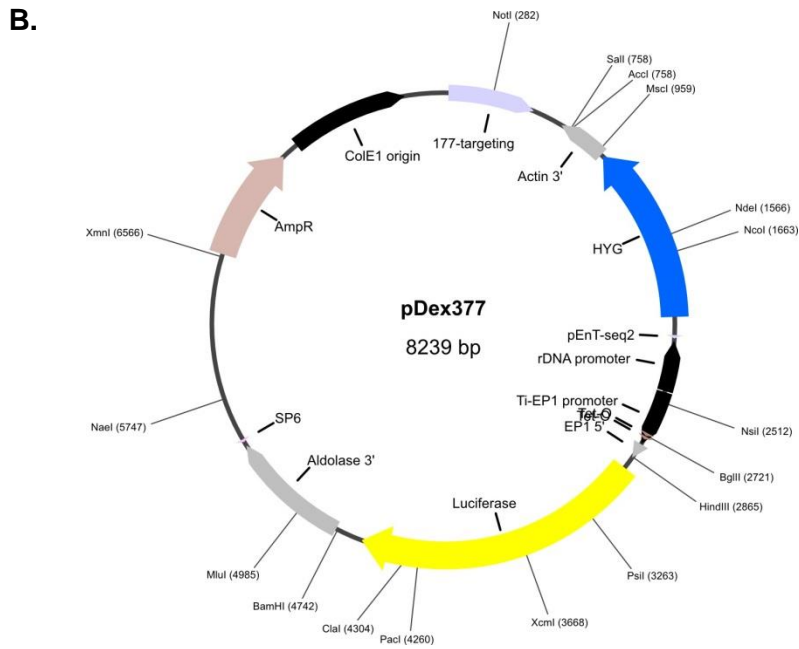 B.
NotI (282)
SalI (758)
AccI (758)
MscI (959)
177-targeting
ColE1 origin
Actin 3'
AmpR
NdeI (1566)
XmnI (6566)
NcoI (1663)
HYG
pDex377
8239 bp
pEnT-seq2
rDNA promoter
Ti-EP1 promoter
Tet-O
Tet-O
NaeI (5747)
SP6
EP1 5'
NsiI (2512)
Aldolase 3'
BglII (2721)
Luciferase
HindIII (2865)
MluI (4985)
PsiI (3263)
BamHI (4742)
XcmI (3668)
ClaI (4304)
PacI (4260)